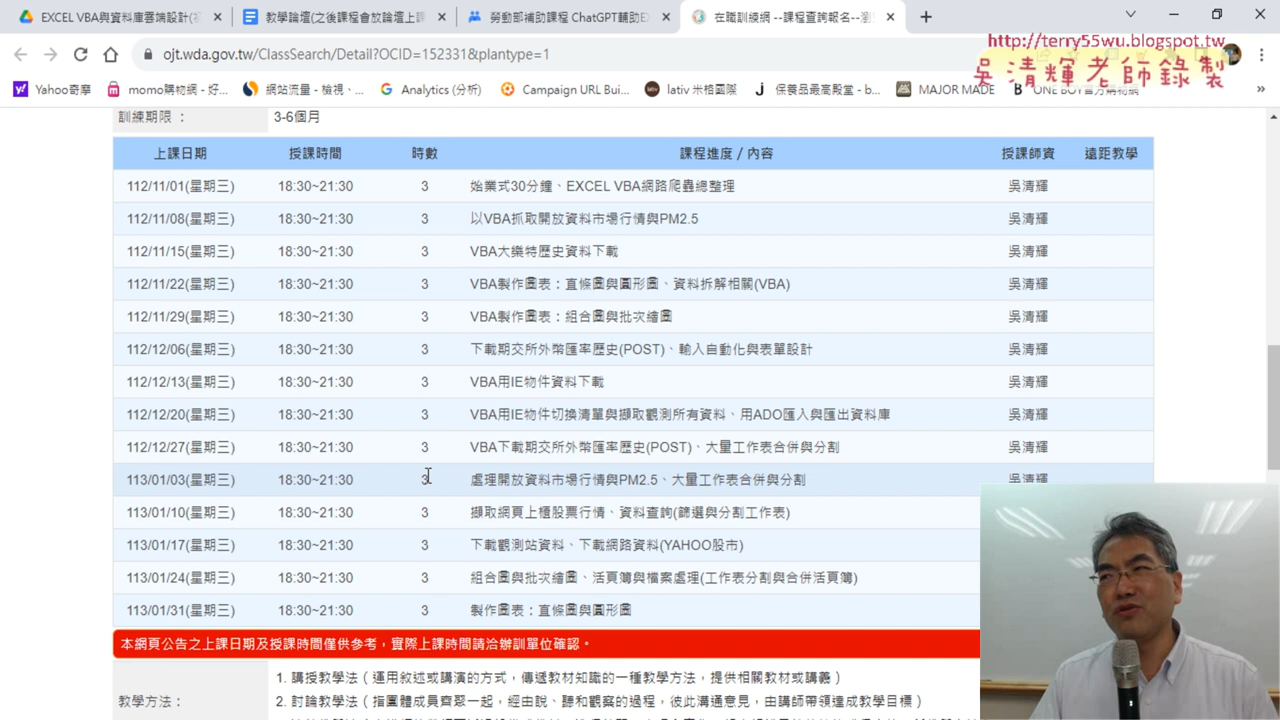 EXCEL VBA與資料庫雲端設計(衤
教學論壇(之後課程會放論壇上課
勞動部補助課程 ChatGPT輔助EX
在職訓練網 --課程查詢報名--瀏
ojt.wda.gov.tw/ClassSearch/Detail?OCID=152331&plantype=1
http://terry55wu.blogspot.tw
吳清輝老師錄製
Yahoo奇摩
momo購物網 - 好...
網站流量 - 檢視、...
Analytics (分析)
Campaign URL Bui...
lativ 米格國際
保養品最高殿堂 - b...
MAJOR MADE
ONE BOY官方購物網
訓練期限 : 3-6個月
上課日期 授課時間 時數 課程進度 / 內容 授課師資 遠距教學
112/11/01(星期三) 18:30~21:30 3 始業式30分鐘、EXCEL VBA網路爬蟲總整理 吳清輝
112/11/08(星期三) 18:30~21:30 3 以VBA抓取開放資料市場行情與PM2.5 吳清輝
112/11/15(星期三) 18:30~21:30 3 VBA大樂特歷史資料下載 吳清輝
112/11/22(星期三) 18:30~21:30 3 VBA製作圖表：直條圖與圓形圖、資料拆解相關(VBA) 吳清輝
112/11/29(星期三) 18:30~21:30 3 VBA製作圖表：組合圖與批次繪圖 吳清輝
112/12/06(星期三) 18:30~21:30 3 下載期交所外幣匯率歷史(POST)、輸入自動化與表單設計 吳清輝
112/12/13(星期三) 18:30~21:30 3 VBA用IE物件資料下載 吳清輝
112/12/20(星期三) 18:30~21:30 3 VBA用IE物件切換清單與擷取觀測所有資料、用ADO匯入與匯出資料庫 吳清輝
112/12/27(星期三) 18:30~21:30 3 VBA下載期交所外幣匯率歷史(POST)、大量工作表合併與分割 吳清輝
113/01/03(星期三) 18:30~21:30 3 處理開放資料市場行情與PM2.5、大量工作表合併與分割 吳清輝
113/01/10(星期三) 18:30~21:30 3 擷取網頁上櫃股票行情、資料查詢(篩選與分割工作表)
113/01/17(星期三) 18:30~21:30 3 下載觀測站資料、下載網路資料(YAHOO股市)
113/01/24(星期三) 18:30~21:30 3 組合圖與批次繪圖、活頁簿與檔案處理(工作表分割與合併活頁簿)
113/01/31(星期三) 18:30~21:30 3 製作圖表：直條圖與圓形圖
本網頁公告之上課日期及授課時間僅供參考，實際上課時間請洽辦訓單位確認。
1. 講授教學法（運用敘述或講演的方式，傳遞教材知識的一種教學方法，提供相關教材或講義）
教學方法：
2. 討論教學法（指團體成員齊聚一起，經由說、聽和觀察的過程，彼此溝通意見，由講師帶領達成教學目標）